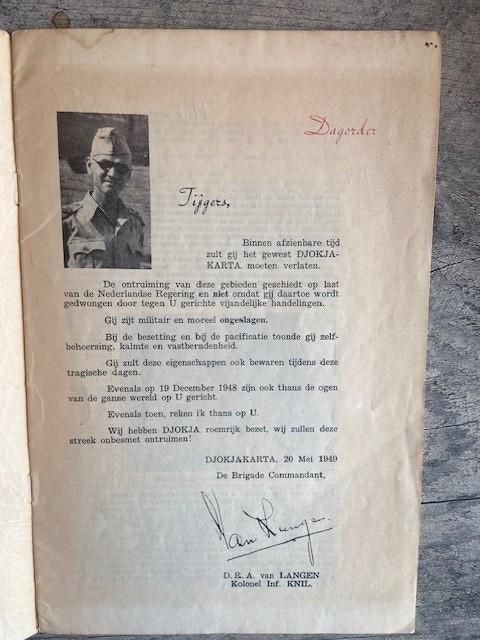 Dagorder
Tijgers,
Binnen afzienbare tijd
zult gij het gewest DJOKJA-
KARTA moeten verlaten.
De ontruiming van deze gebieden geschiedt op last
van de Nederlandse Regering en niet omdat gij daartoe wordt
gedwongen door tegen U gerichte vijandelijke handelingen.
Gij zijt militair en moreel ongeslagen.
Bij de bezetting en bij de pacificatie toonde gij zelf-
beheersing, kalmte en vastberadenheid.
Gij zult deze eigenschappen ook bewaren tijdens deze
tragische dagen.
Evenals op 19 December 1948 zijn ook thans de ogen
van de ganse wereld op U gericht.
Evenals toen, reken ik thans op U.
Wij hebben DJOKJA roemrijk bezet, wij zullen deze
streek onbesmet ontruimen!
DJOKJAKARTA, 20 Mei 1949
De Brigade Commandant,
van Langen.
D. R. A. van LANGEN
Kolonel Inf. KNIL.